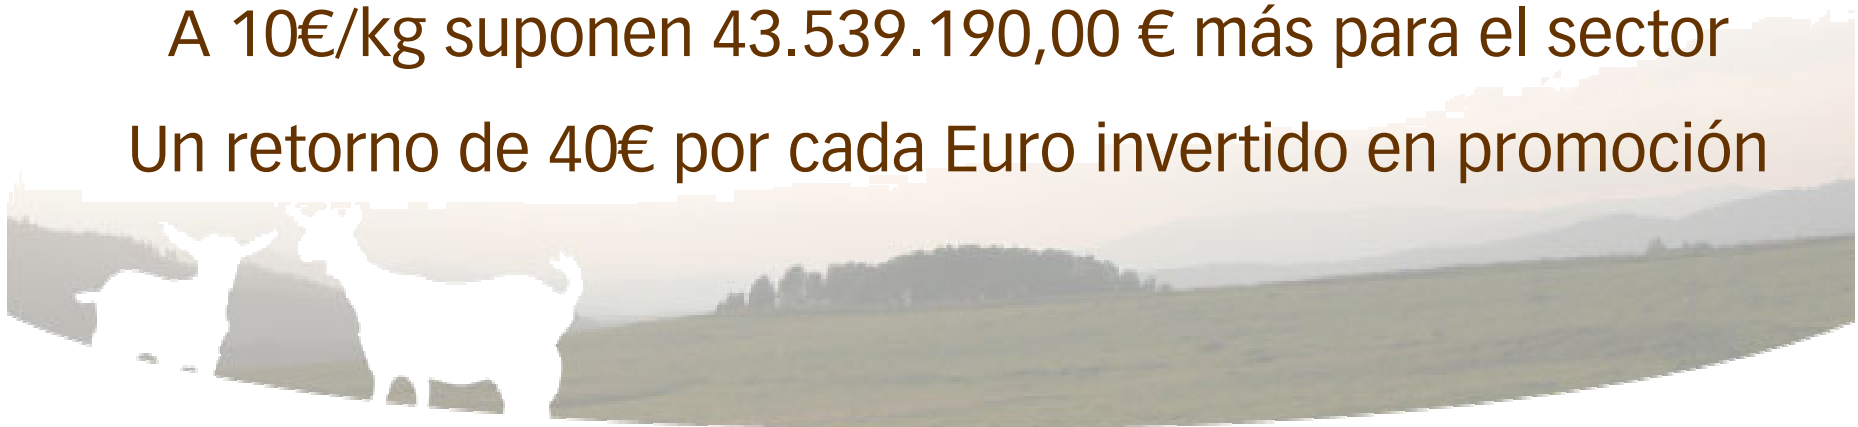 A 10€/kg suponen 43.539.190,00 € más para el sector
Un retorno de 40€ por cada Euro invertido en promoción